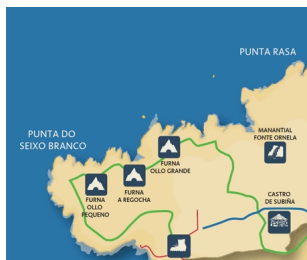 PUNTA RASA
PUNTA DO
SEIXO BRANCO
MANANTIAL
FONTE ORNELA
FURNA
OLLO GRANDE
FURNA
A REGOCHA
FURNA
OLLO
PEQUENO
CASTRO
DE SUBIÑA